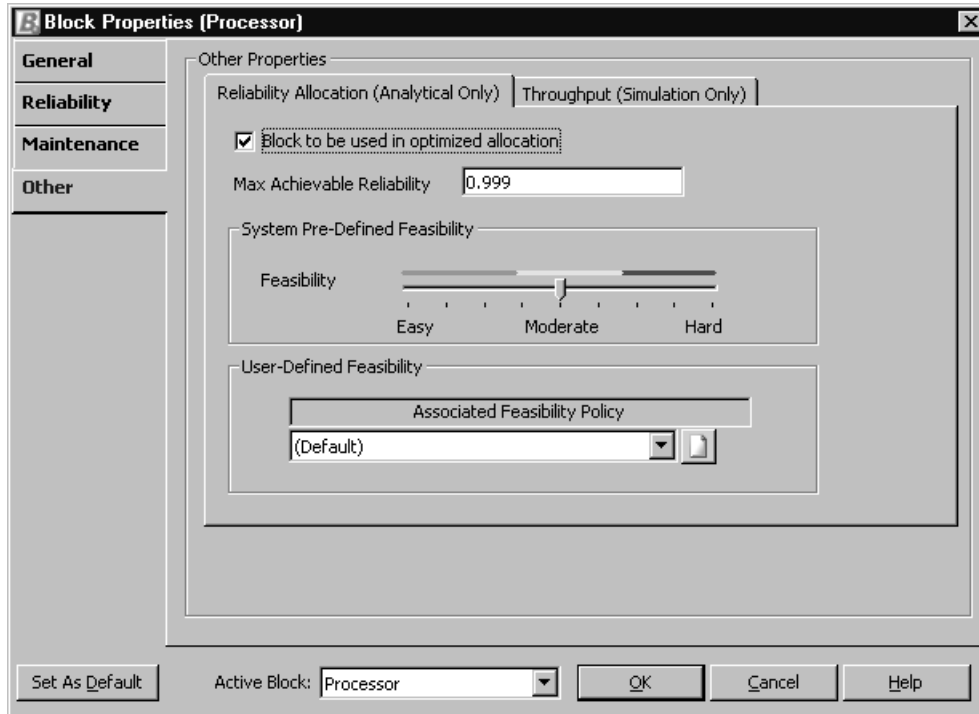 Block Properties (Processor)
General
Reliability
Maintenance
Other
Other Properties
Reliability Allocation (Analytical Only)
Throughput (Simulation Only)
Block to be used in optimized allocation
Max Achievable Reliability
0.999
System Pre-Defined Feasibility
Feasibility
Easy
Moderate
Hard
User-Defined Feasibility
Associated Feasibility Policy
(Default)
Set As Default
Active Block:
Processor
OK
Cancel
Help